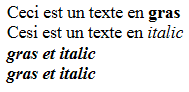 Ceci est un texte en gras
Cesi est un texte en italic
gras et italic
gras et italic